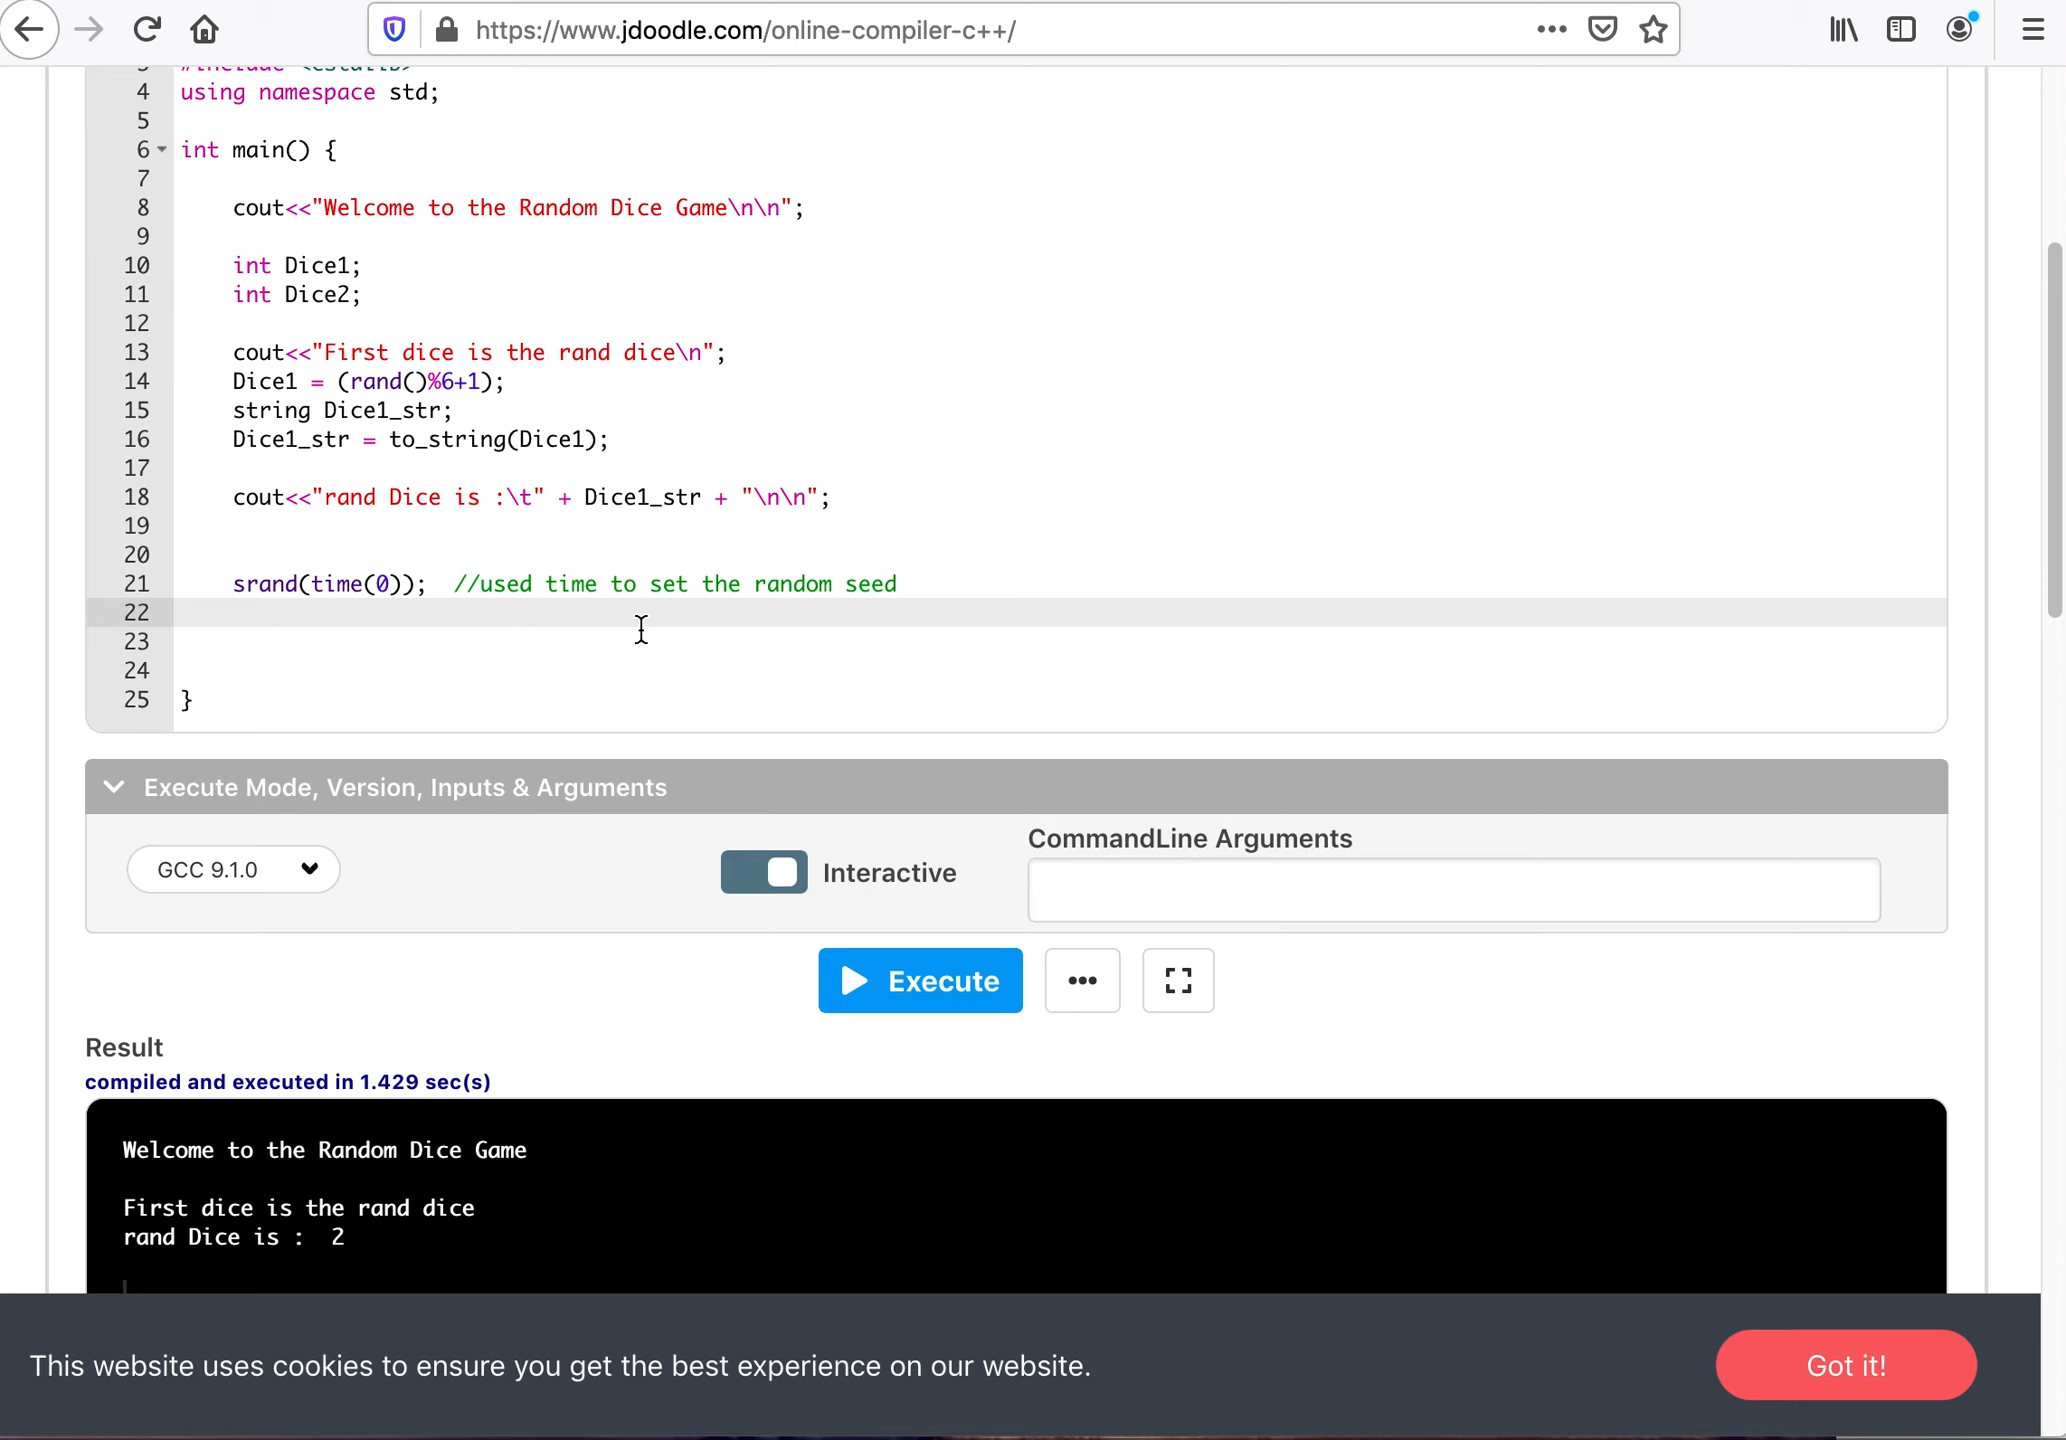 https://www.jdoodle.com/online-compiler-c++/
4 using namespace std;
5
6 int main() {
7
8 cout<<"Welcome to the Random Dice Game\n\n";
9
10 int Dice1;
11 int Dice2;
12
13 cout<<"First dice is the rand dice\n";
14 Dice1 = (rand()%6+1);
15 string Dice1_str;
16 Dice1_str = to_string(Dice1);
17
18 cout<<"rand Dice is :\t" + Dice1_str + "\n\n";
19
20
21 srand(time(0)); //used time to set the random seed
22
23
24
25 }
Execute Mode, Version, Inputs & Arguments
CommandLine Arguments
GCC 9.1.0
Interactive
Execute
Result
compiled and executed in 1.429 sec(s)
Welcome to the Random Dice Game
First dice is the rand dice
rand Dice is : 2
This website uses cookies to ensure you get the best experience on our website.
Got it!